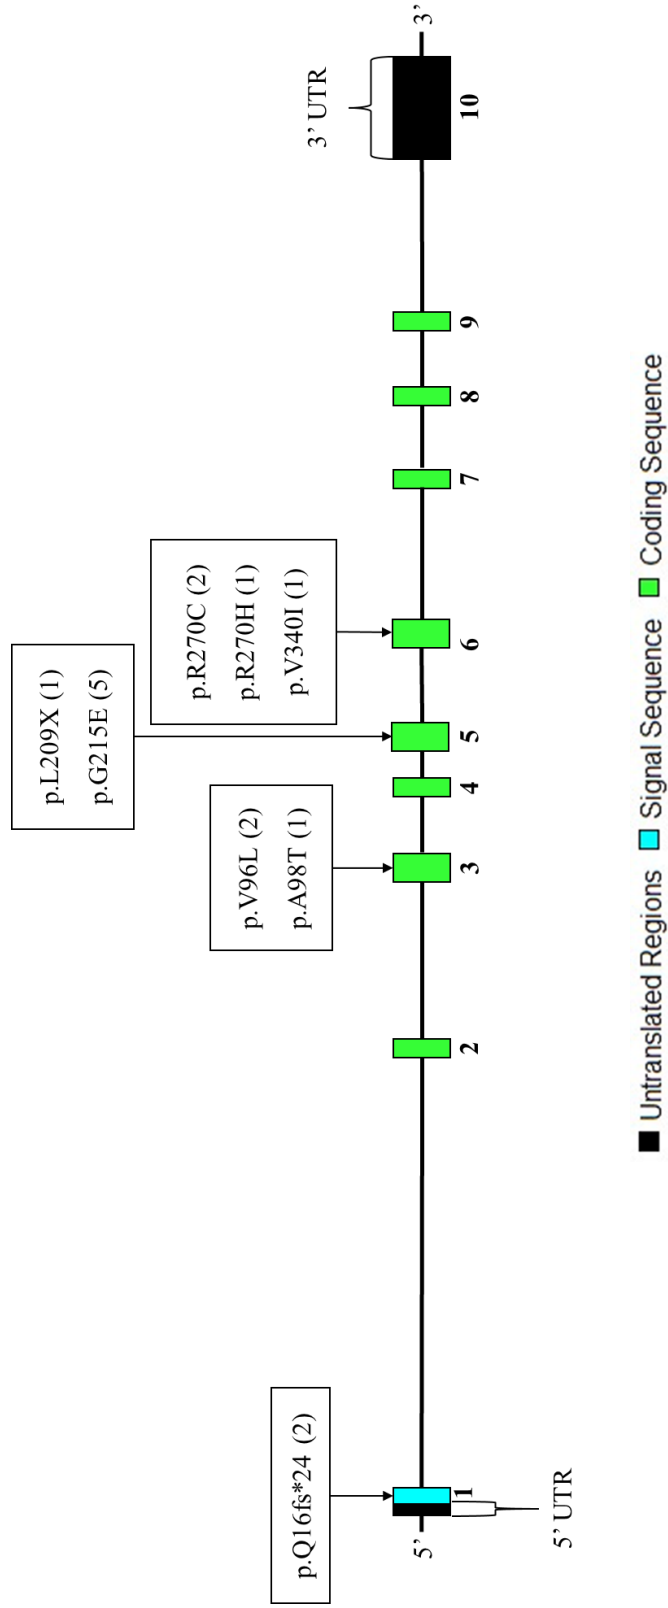 p.L209X (1)
p.G215E (5)
p.R270C (2)
p.R270H (1)
p.V340I (1)
p.V96L (2)
p.A98T (1)
p.Q16fs*24 (2)
3’ UTR
5’
3’
1
2
3
4
5
6
7
8
9
10
5’ UTR
Untranslated Regions
Signal Sequence
Coding Sequence